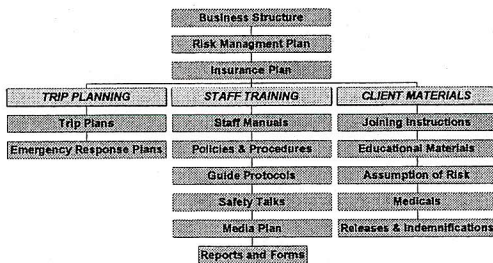 Business Structure
Risk Managment Plan
Insurance Plan
TRIP PLANNING
Trip Plans
Emergency Response Plans
STAFF TRAINING
Staff Manuals
Policies & Procedures
Guide Protocols
Safety Talks
Media Plan
Reports and Forms
CLIENT MATERIALS
Joining Instructions
Educational Materials
Assumption of Risk
Medicals
Releases & Indemnifications